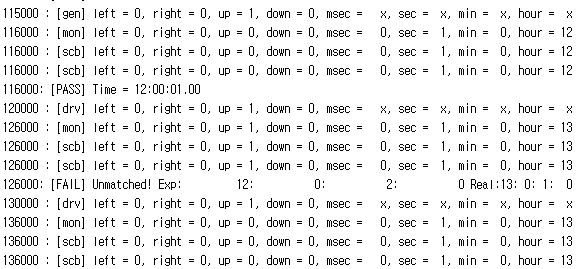 115000 : [gen] left = 0, right = 0, up = 1, down = 0, msec =   x, sec =  x, min =  x, hour =  x
116000 : [mon] left = 0, right = 0, up = 0, down = 0, msec =   0, sec =  1, min =  0, hour = 12
116000 : [scb] left = 0, right = 0, up = 0, down = 0, msec =   0, sec =  1, min =  0, hour = 12
116000 : [scb] left = 0, right = 0, up = 0, down = 0, msec =   0, sec =  1, min =  0, hour = 12
116000: [PASS] Time = 12:00:01.00
120000 : [drv] left = 0, right = 0, up = 1, down = 0, msec =   x, sec =  x, min =  x, hour =  x
126000 : [mon] left = 0, right = 0, up = 1, down = 0, msec =   0, sec =  1, min =  0, hour = 13
126000 : [scb] left = 0, right = 0, up = 1, down = 0, msec =   0, sec =  1, min =  0, hour = 13
126000 : [scb] left = 0, right = 0, up = 1, down = 0, msec =   0, sec =  1, min =  0, hour = 13
126000: [FAIL] Unmatched! Exp:         12:          0:          2:          0 Real:13: 0: 1:  0
130000 : [drv] left = 0, right = 0, up = 1, down = 0, msec =   x, sec =  x, min =  x, hour =  x
136000 : [mon] left = 0, right = 0, up = 0, down = 0, msec =   0, sec =  1, min =  0, hour = 13
136000 : [scb] left = 0, right = 0, up = 0, down = 0, msec =   0, sec =  1, min =  0, hour = 13
136000 : [scb] left = 0, right = 0, up = 0, down = 0, msec =   0, sec =  1, min =  0, hour = 13